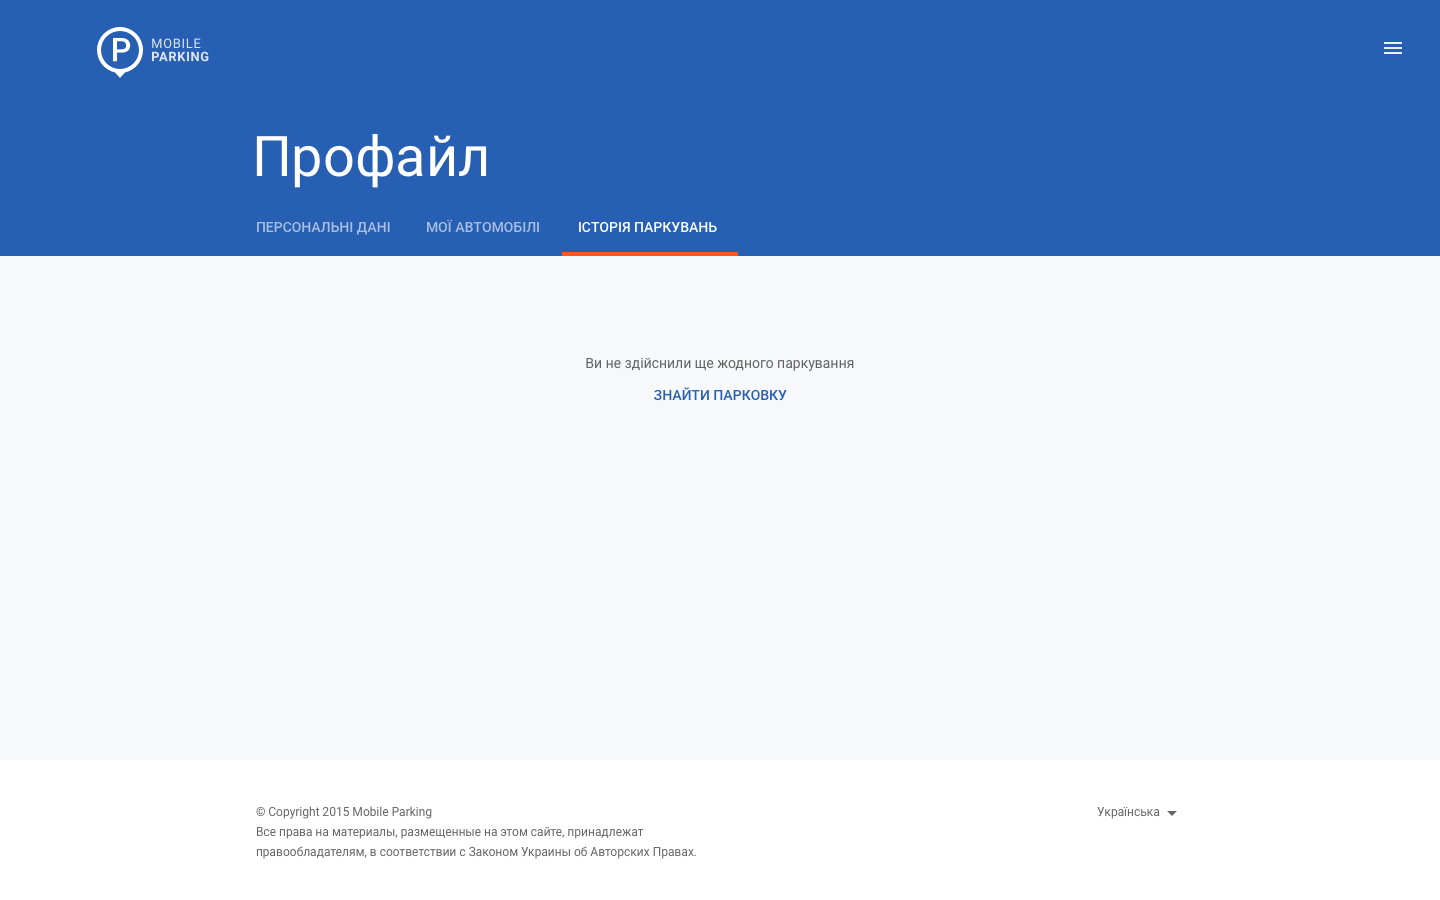 P
MOBILE
PARKING
Профайл
ПЕРСОНАЛЬНІ ДАНІ МОЇ АВТОМОБІЛІ ІСТОРІЯ ПАРКУВАНЬ
Ви не здійснили ще жодного паркування
ЗНАЙТИ ПАРКОВКУ
© Copyright 2015 Mobile Parking
Все права на материалы, размещенные на этом сайте, принадлежат
правообладателям, в соответствии с Законом Украины об Авторских Правах.
Українська